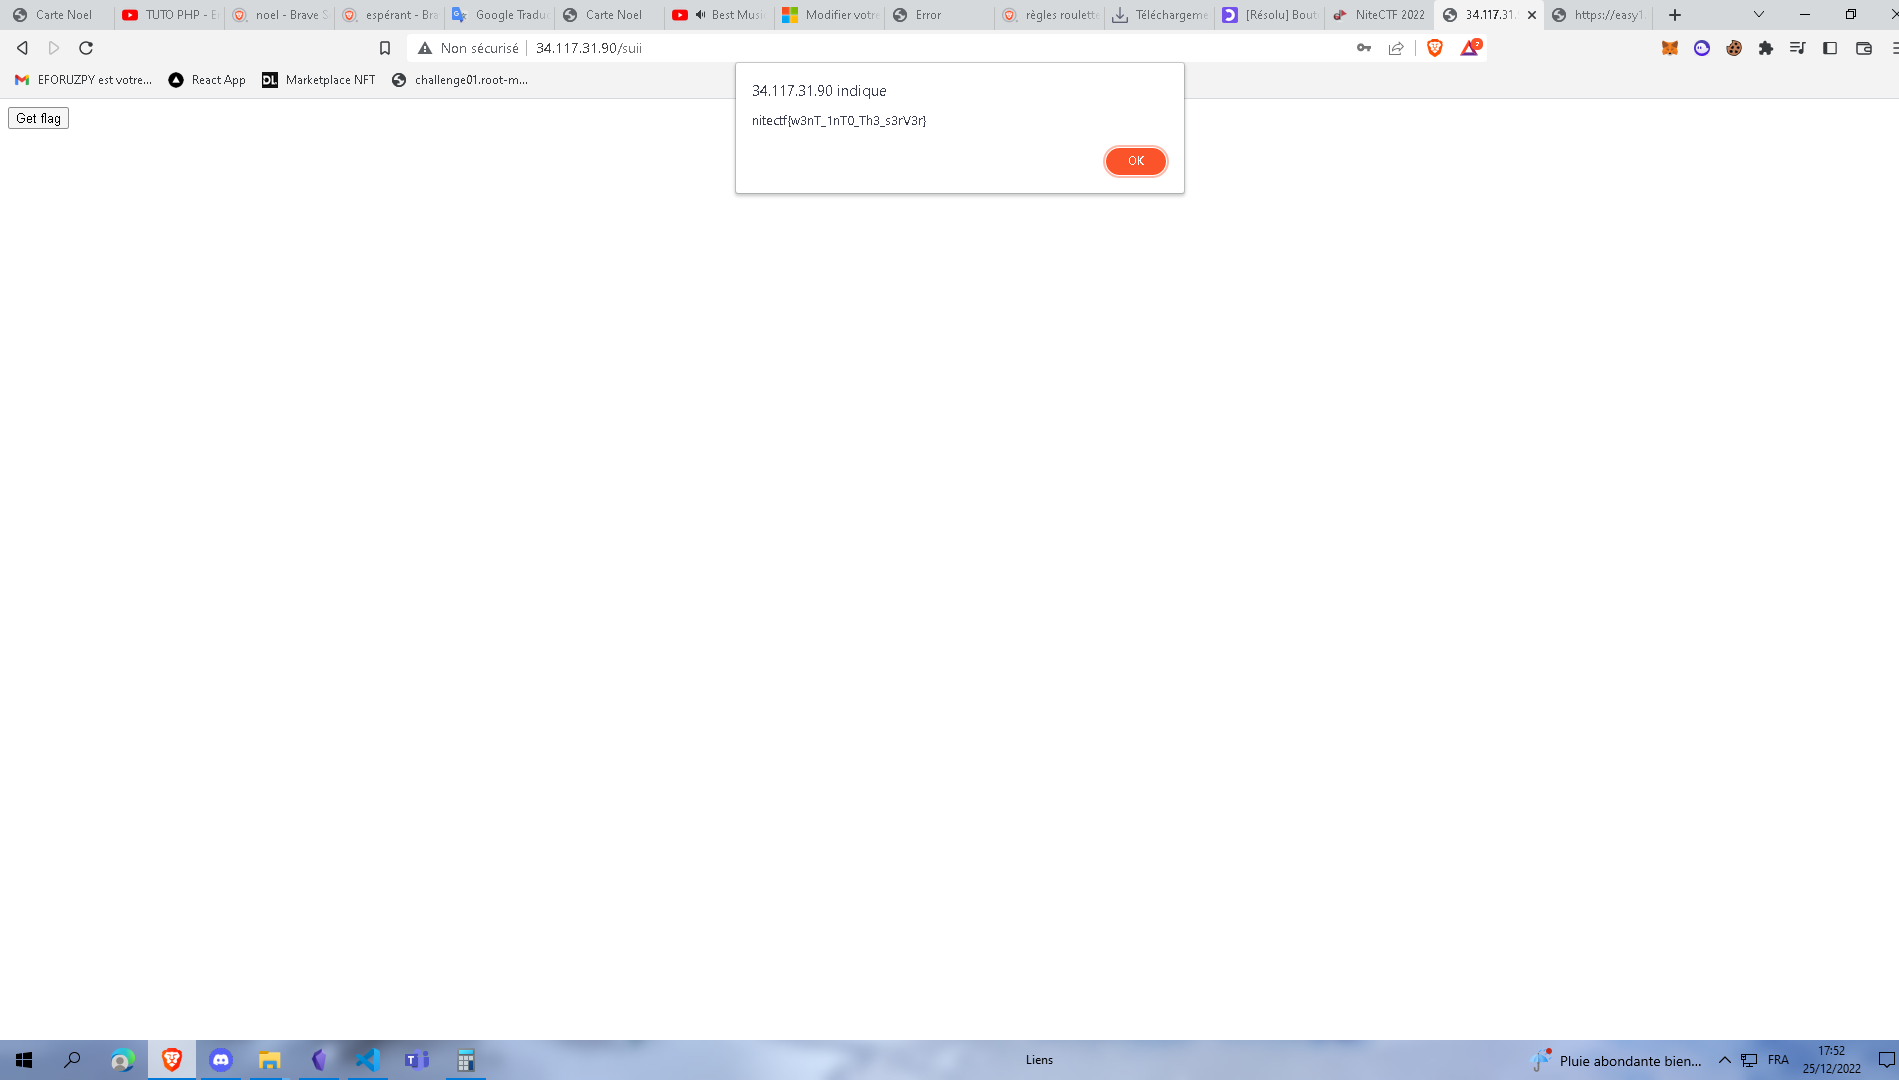 Carte Noel
TUTO PHP - E
noel - Brave S
espérant - Bra
Google Traduc
Carte Noel
Best Musi
Modifier votre
Error
règles roulette
Téléchargeme
[Résolu] Bout
NiteCTF 2022
34.117.31.
https://easy1.
Non sécurisé
34.117.31.90/suii
EFORUZPY est votre...
React App
DL
Marketplace NFT
challenge01.root-m...
Get flag
34.117.31.90 indique
nitectf{w3nT_1nT0_Th3_s3rV3r}
OK
Liens
Pluie abondante bien...
FRA
17:52
25/12/2022